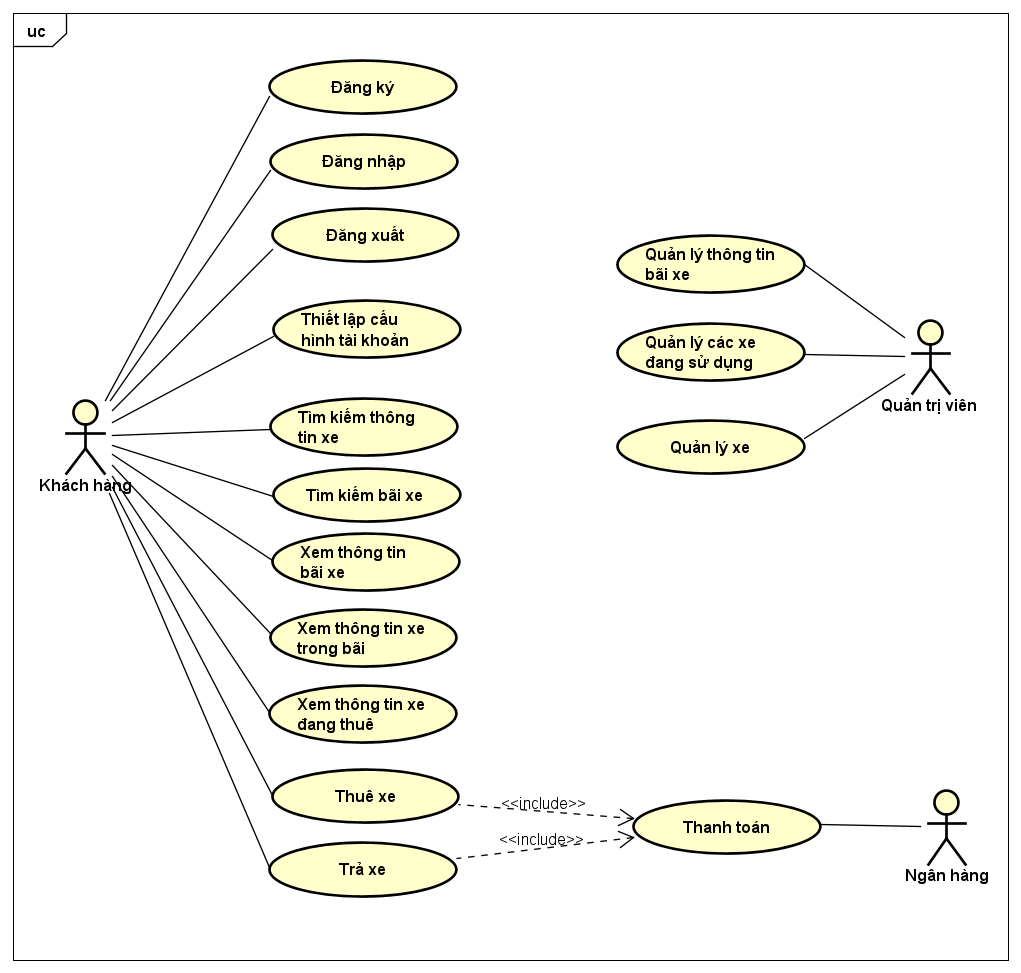 uc
Đăng ký
Đăng nhập
Đăng xuất
Thiết lập cấu
hình tài khoản
Tìm kiếm thông
tin xe
Tìm kiếm bãi xe
Xem thông tin
bãi xe
Xem thông tin xe
trong bãi
Xem thông tin xe
đang thuê
Thuê xe
Trả xe
Khách hàng
<<include>>
<<include>>
Thanh toán
Ngân hàng
Quản lý thông tin
bãi xe
Quản lý các xe
đang sử dụng
Quản lý xe
Quản trị viên